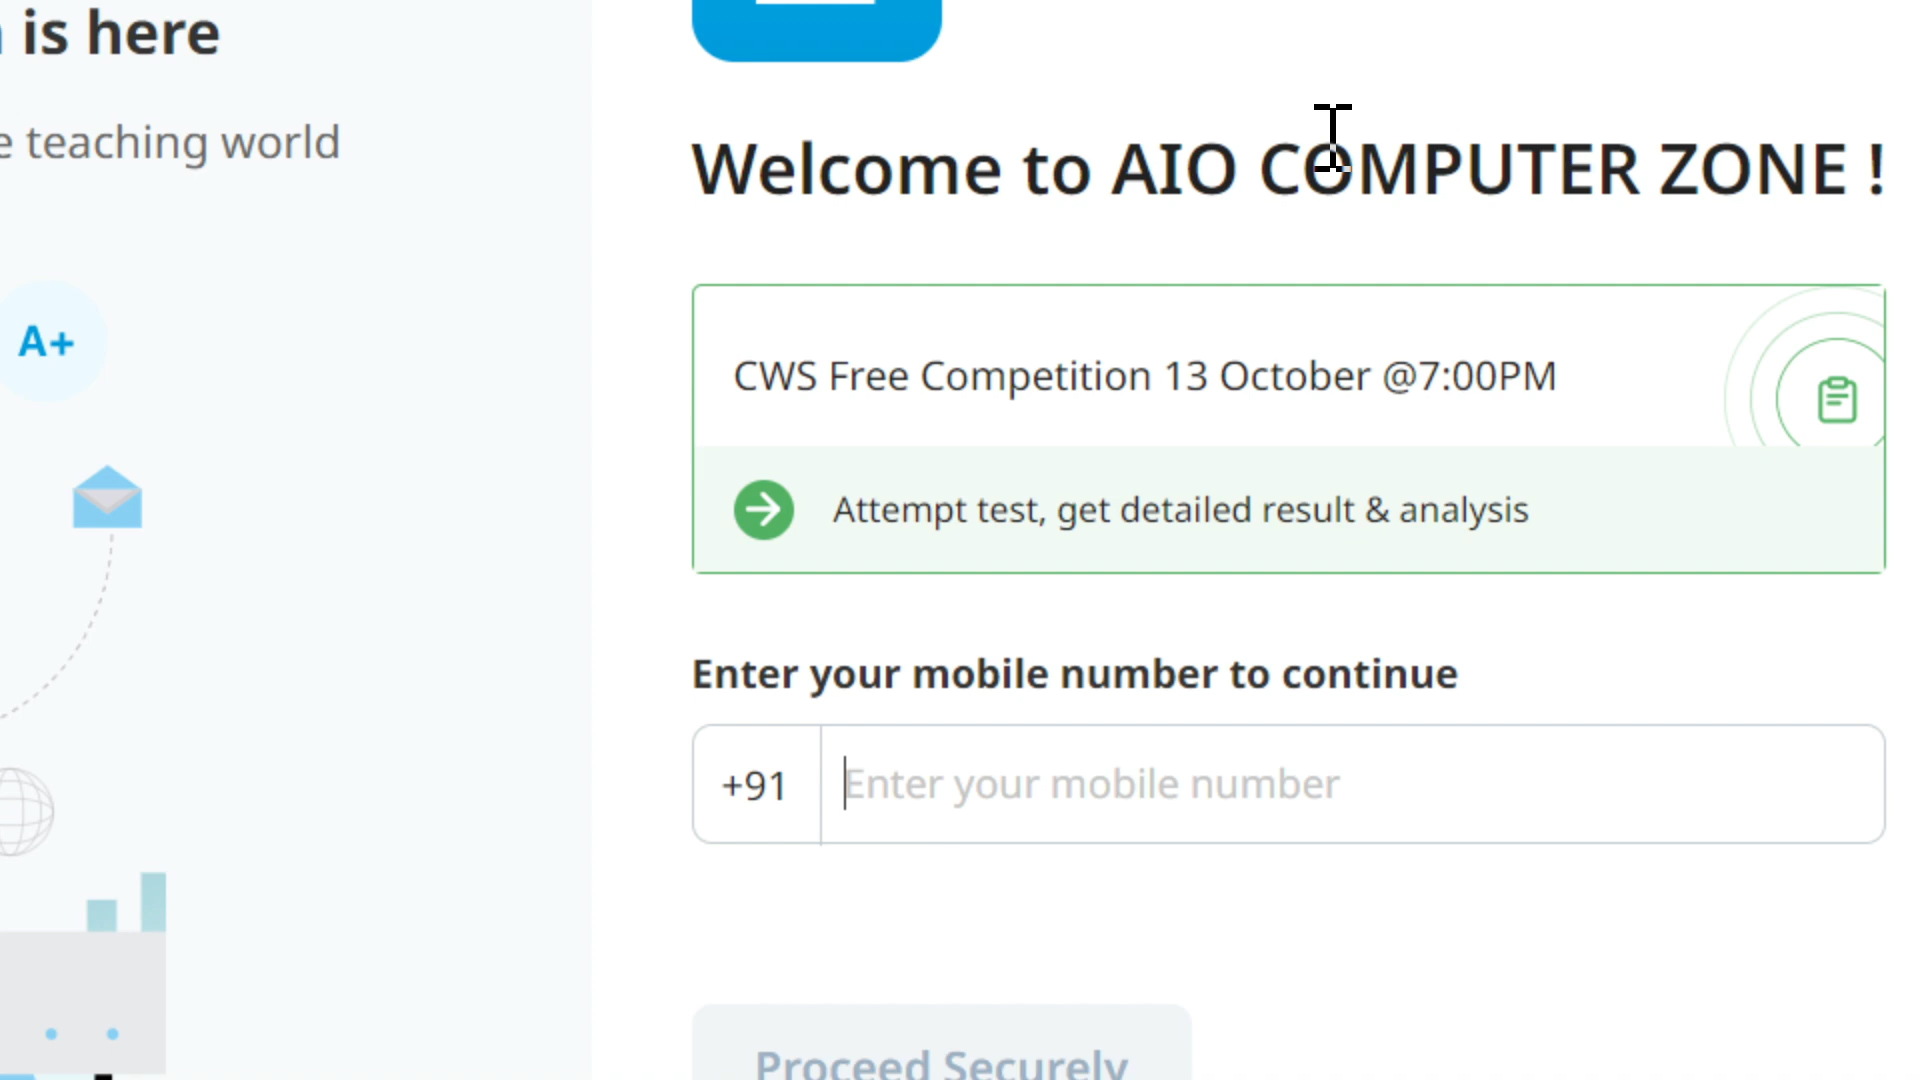 is here
e teaching world
A+
Welcome to AIO COMPUTER ZONE !
CWS Free Competition 13 October @7:00PM
Attempt test, get detailed result & analysis
Enter your mobile number to continue
+91
Enter your mobile number
Proceed Securely